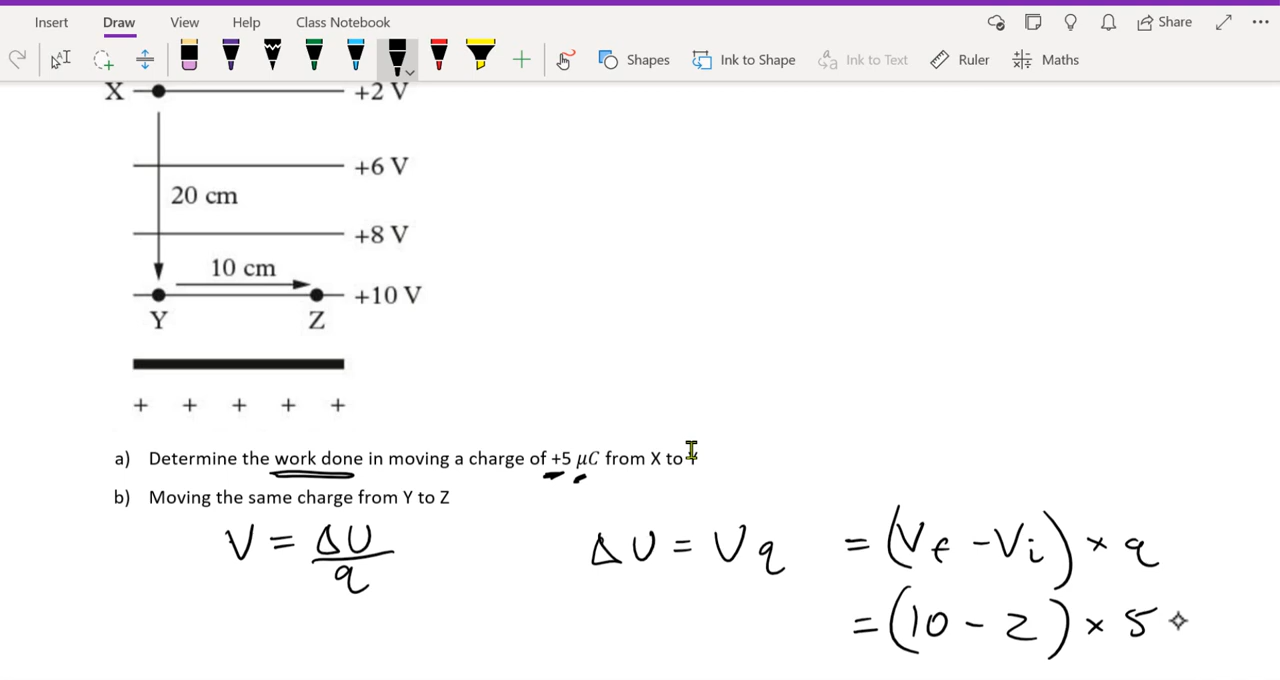 Insert Draw View Help Class Notebook Share
Shapes Ink to Shape Ink to Text Ruler Maths
X +2 V
+6 V
20 cm
+8 V
10 cm
+10 V
Y Z
+ + + + +
a) Determine the work done in moving a charge of +5 μC from X to
b) Moving the same charge from Y to Z
V = ΔU/q ΔU = Vq = (Vf - Vi) × q
= (10 - 2) × 5